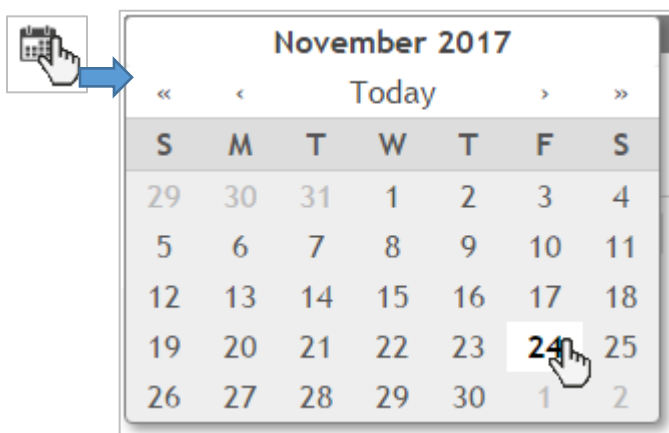 November 2017
« ‹ Today › »
S M T W T F S
29 30 31 1 2 3 4
5 6 7 8 9 10 11
12 13 14 15 16 17 18
19 20 21 22 23 24 25
26 27 28 29 30 1 2